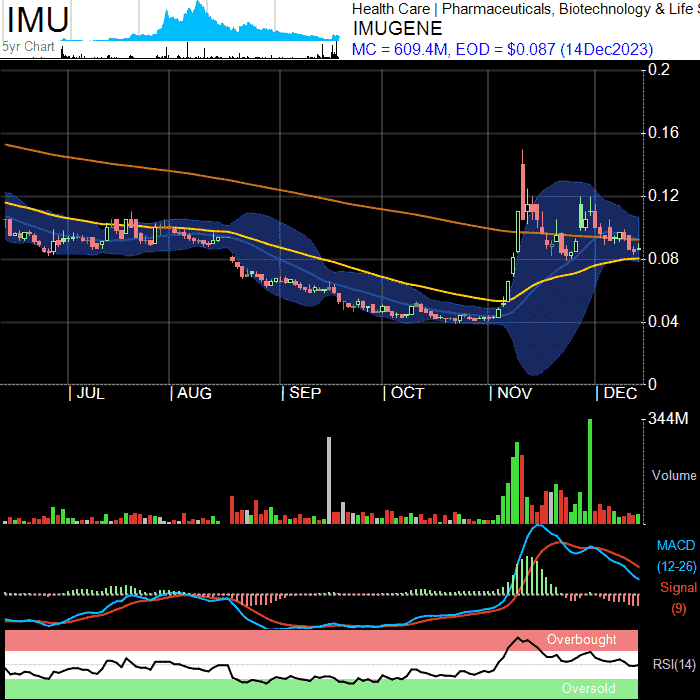 IMU
5yr Chart
Health Care | Pharmaceuticals, Biotechnology & Life S
IMUGENE
MC = 609.4M, EOD = $0.087 (14Dec2023)
0.2
0.16
0.12
0.08
0.04
0
JUL AUG SEP OCT NOV DEC
344M
Volume
MACD
(12-26)
Signal
(9)
Overbought
RSI(14)
Oversold